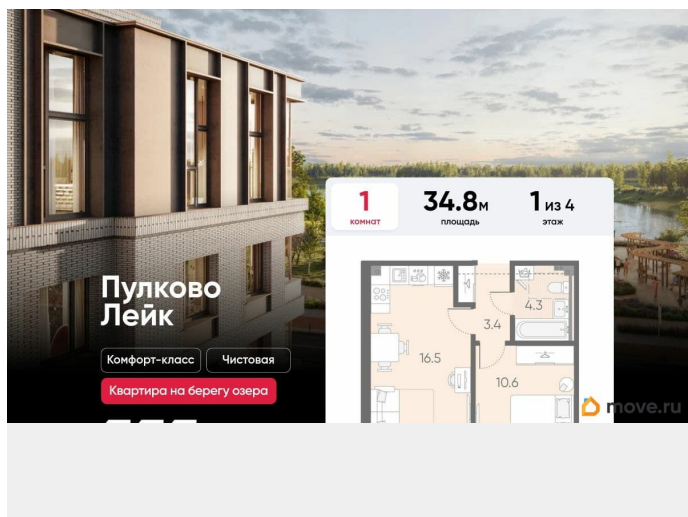 1
комнат
34.8м
площадь
1 из 4
этаж
Пулково
Лейк
Комфорт-класс
Чистовая
Квартира на берегу озера
4.3
3.4
16.5
10.6
move.ru